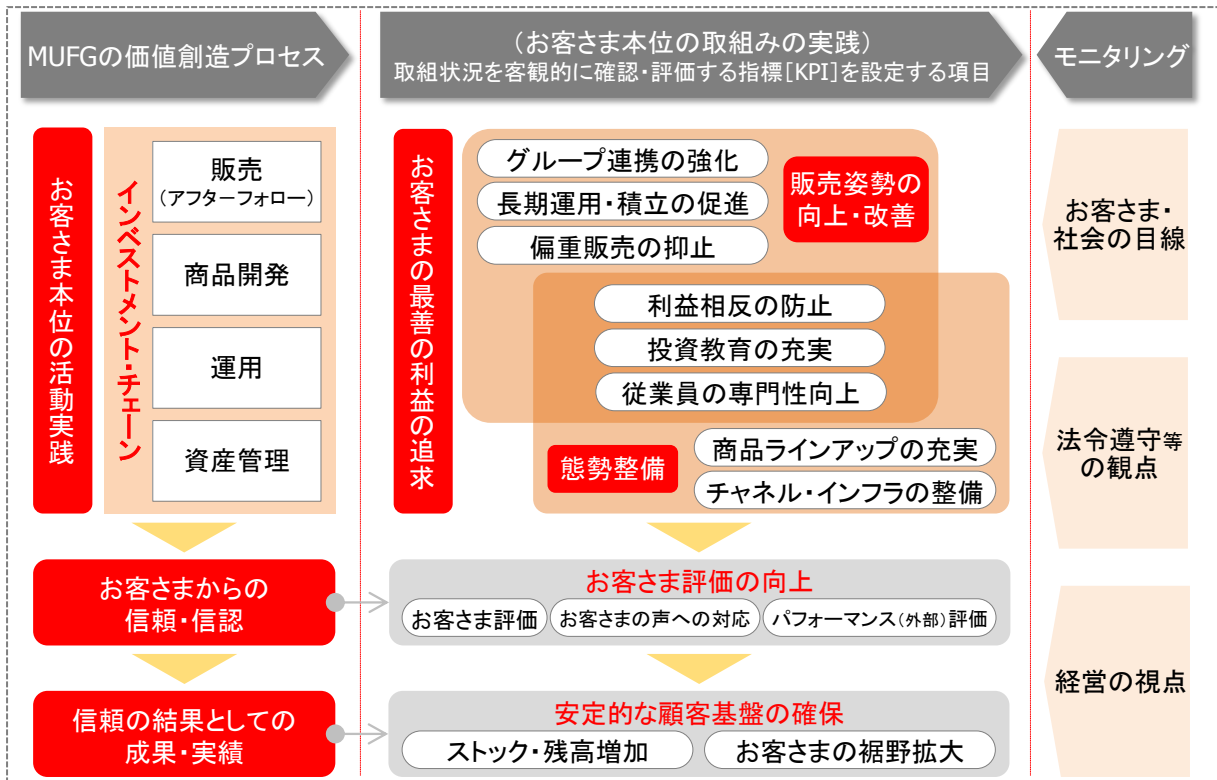 MUFGの価値創造プロセス
(お客さま本位の取組みの実践)
取組状況を客観的に確認・評価する指標[KPI]を設定する項目
モニタリング
お客さま本位の活動実践
インベストメント・チェーン
販売
(アフターフォロー)
商品開発
運用
資産管理
お客さまの最善の利益の追求
グループ連携の強化
長期運用・積立の促進
偏重販売の抑止
販売姿勢の
向上・改善
利益相反の防止
投資教育の充実
従業員の専門性向上
態勢整備
商品ラインアップの充実
チャネル・インフラの整備
お客さま・
社会の目線
法令遵守等
の観点
経営の視点
お客さまからの
信頼・信認
お客さま評価の向上
お客さま評価
お客さまの声への対応
パフォーマンス(外部)評価
信頼の結果としての
成果・実績
安定的な顧客基盤の確保
ストック・残高増加
お客さまの裾野拡大